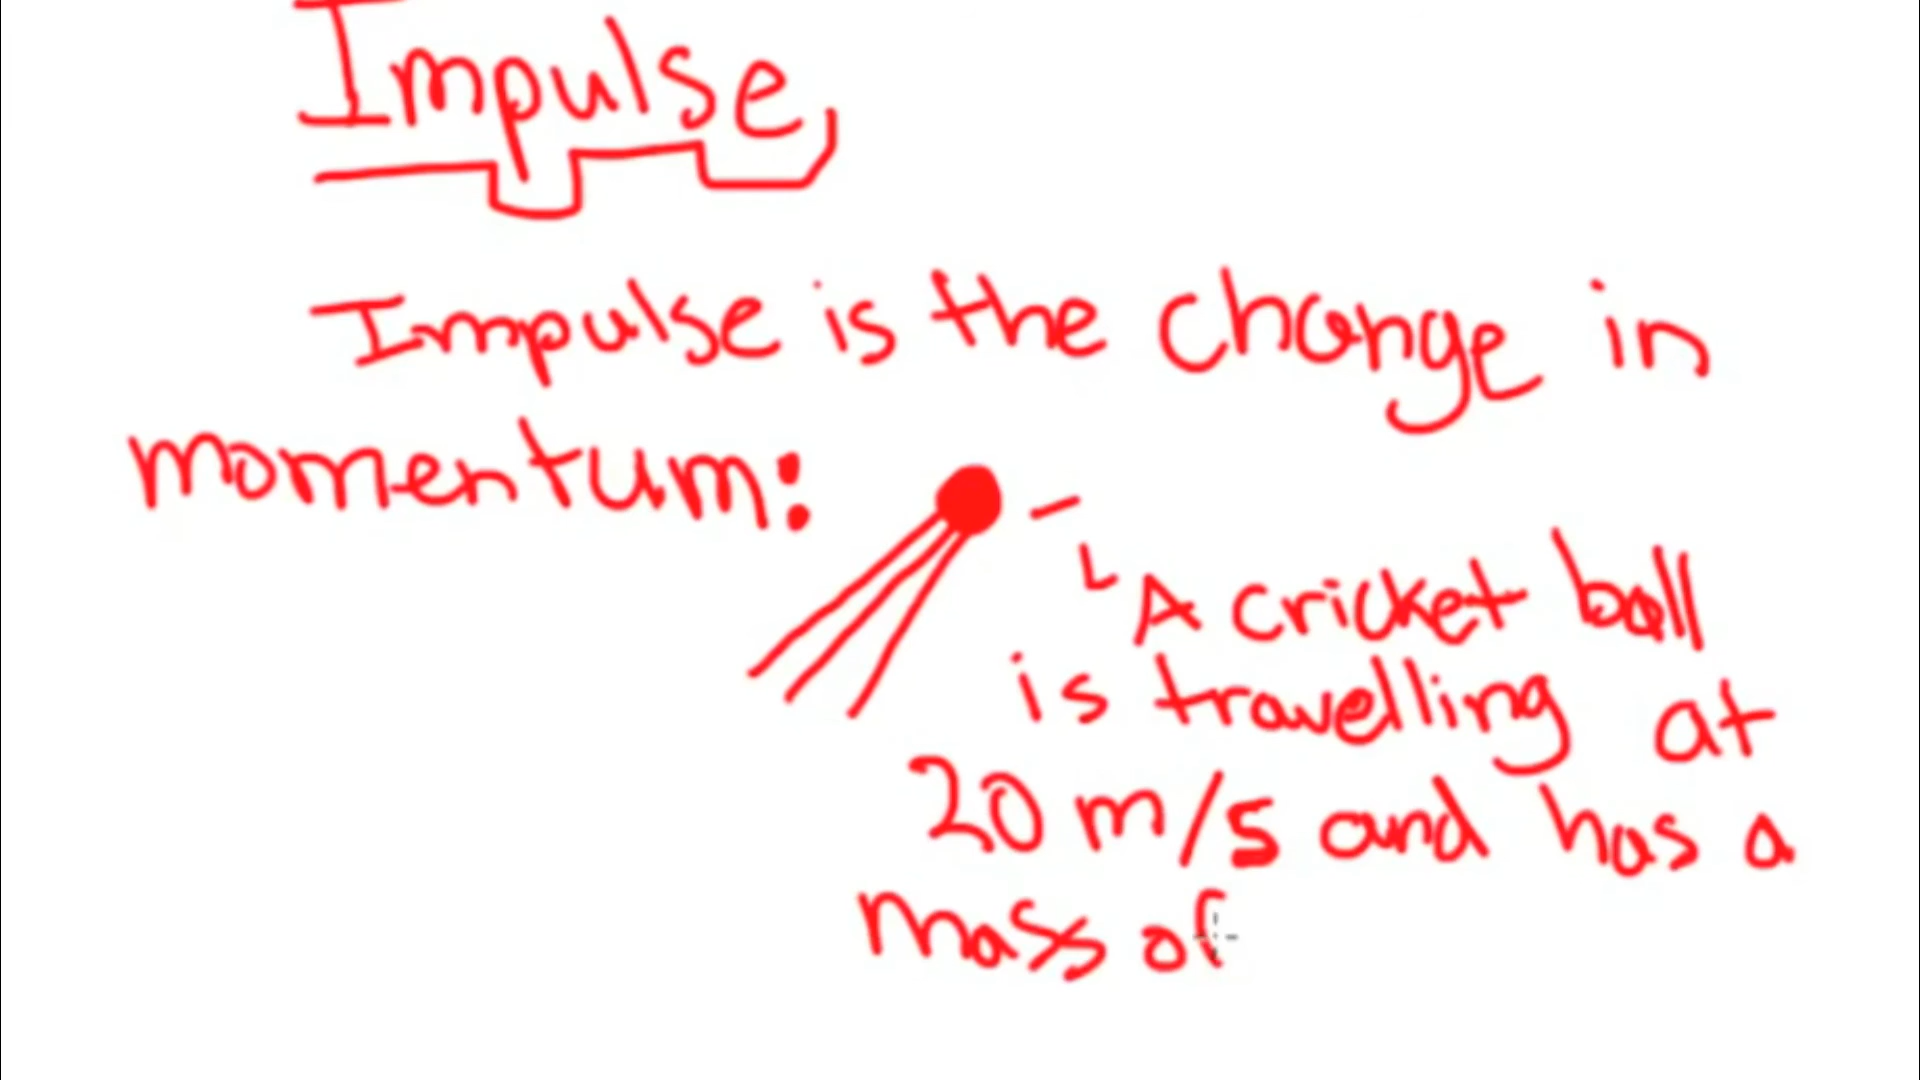 Impulse
Impulse is the change in
momentum:
A cricket ball
is travelling at
20 m/s and has a
mass of